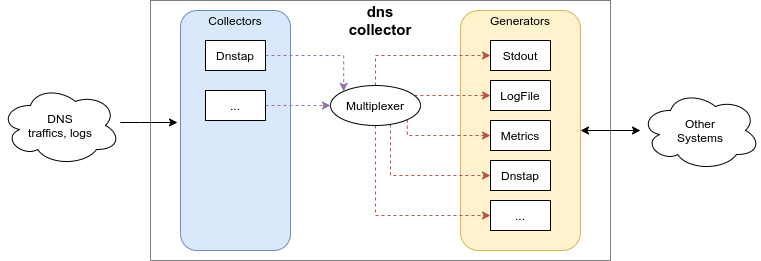 dns
collector
Collectors
Generators
Dnstap
...
DNS
traffics, logs
Multiplexer
Stdout
LogFile
Metrics
Dnstap
...
Other
Systems